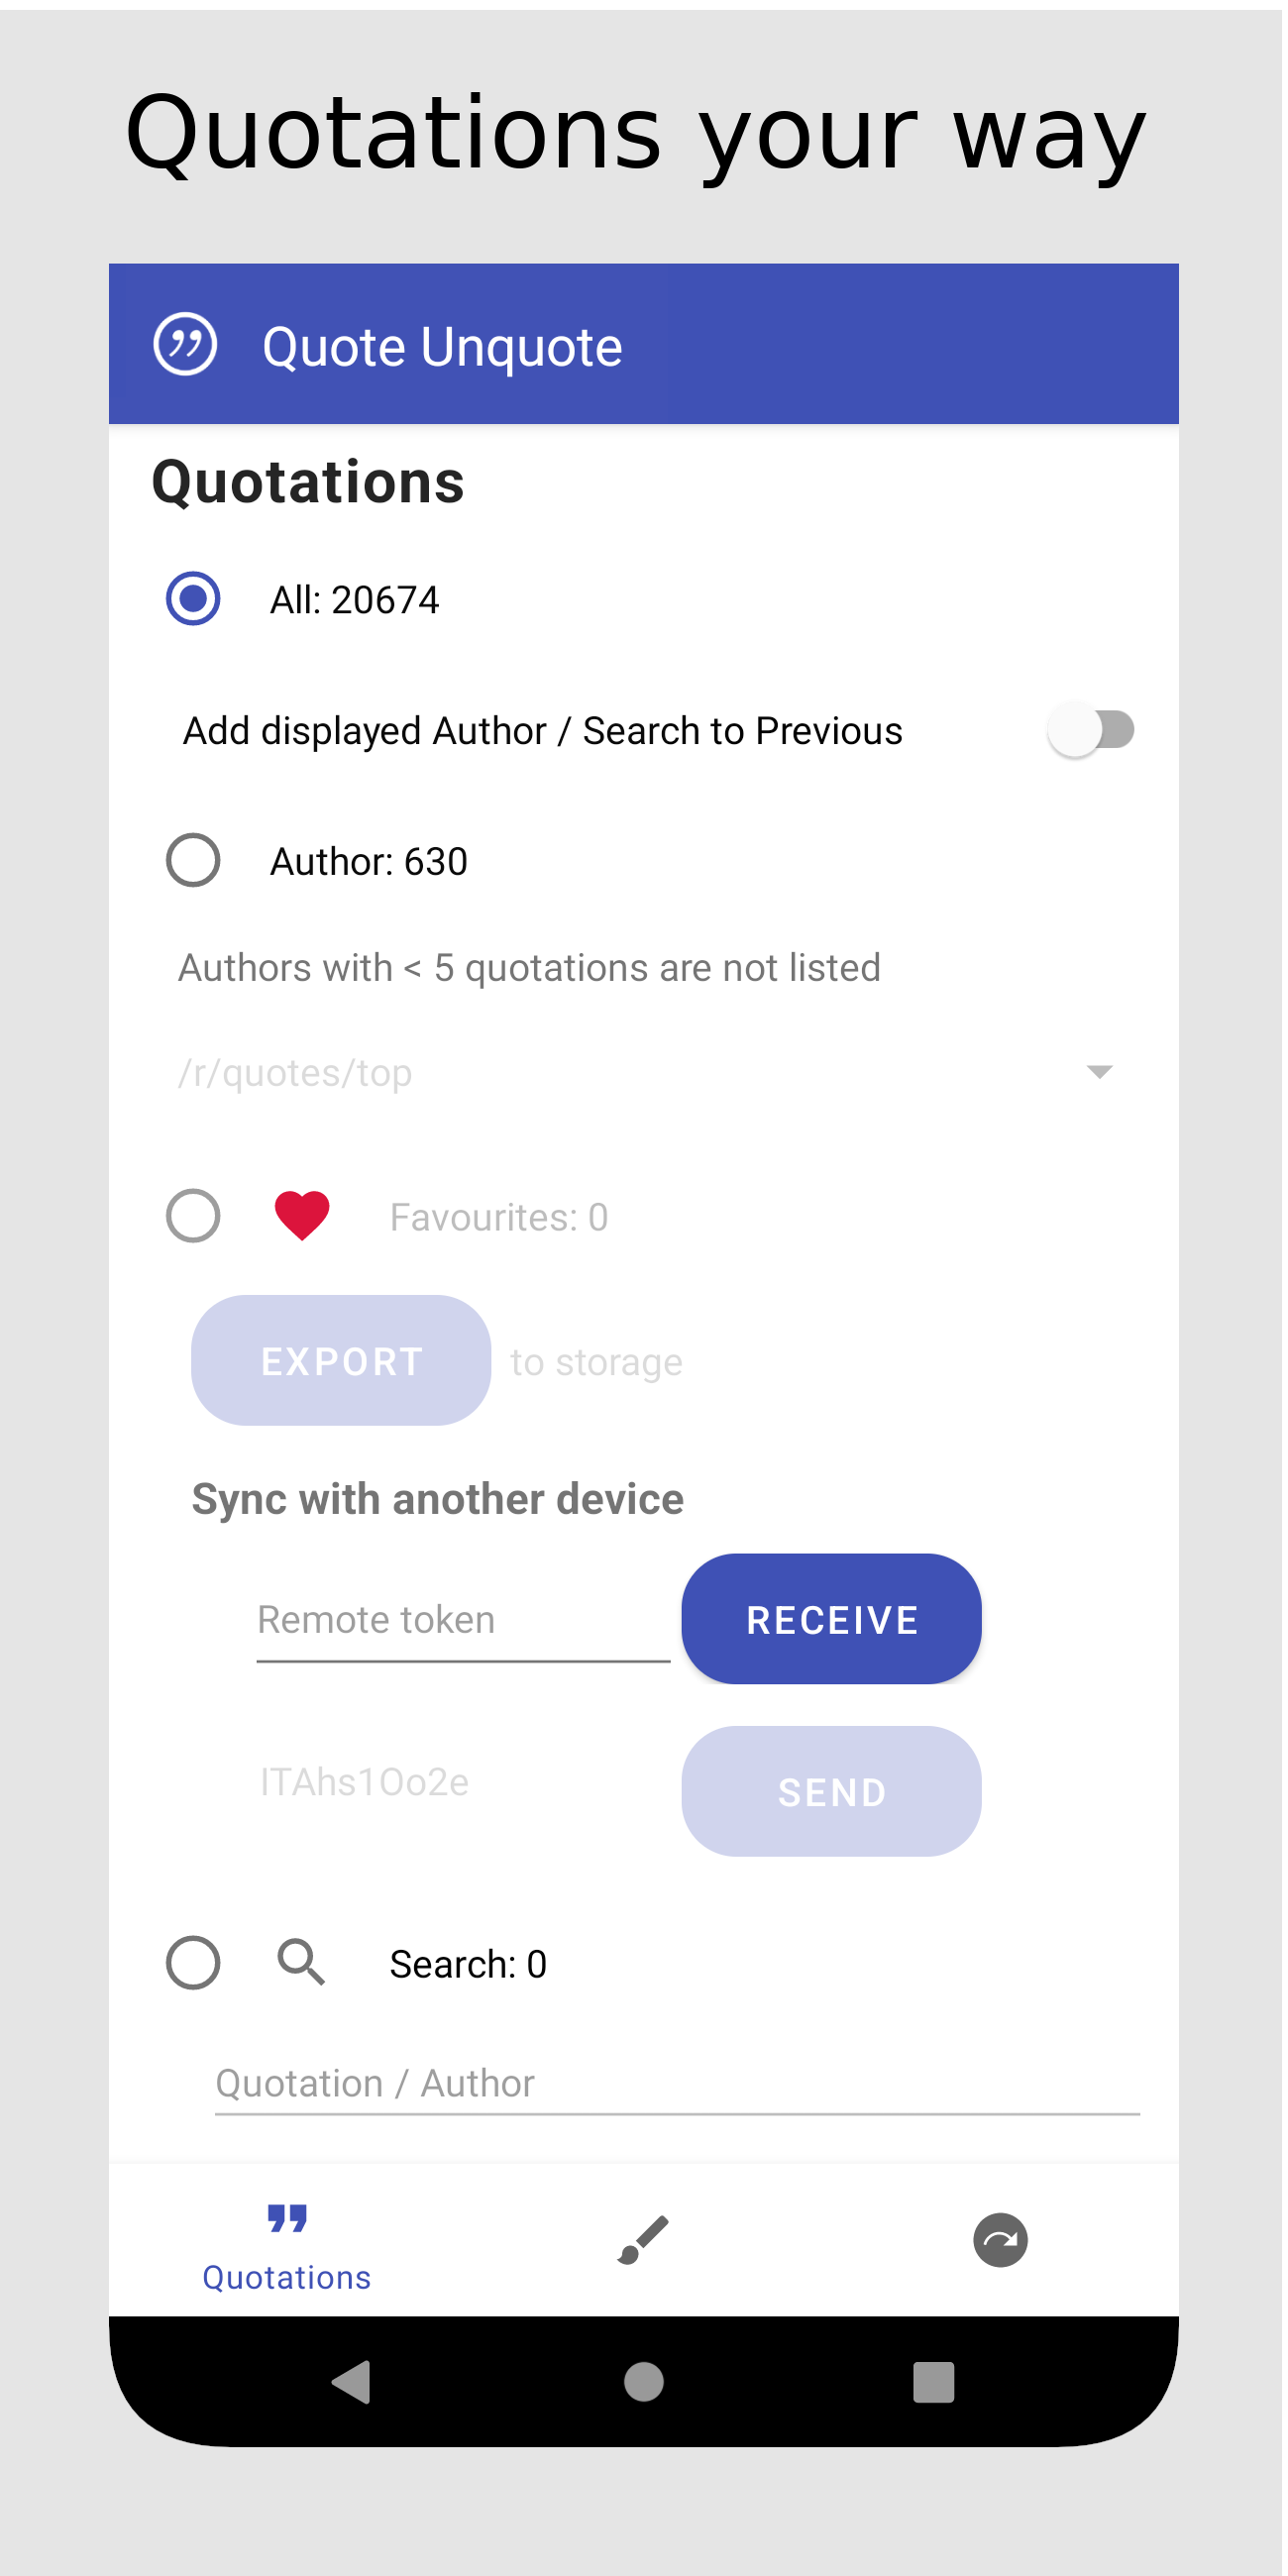 Quotations your way
Quote Unquote
Quotations
All: 20674
Add displayed Author / Search to Previous
Author: 630
Authors with < 5 quotations are not listed
/r/quotes/top
Favourites: 0
EXPORT to storage
Sync with another device
Remote token RECEIVE
ITAhs1Oo2e SEND
Search: 0
Quotation / Author
Quotations